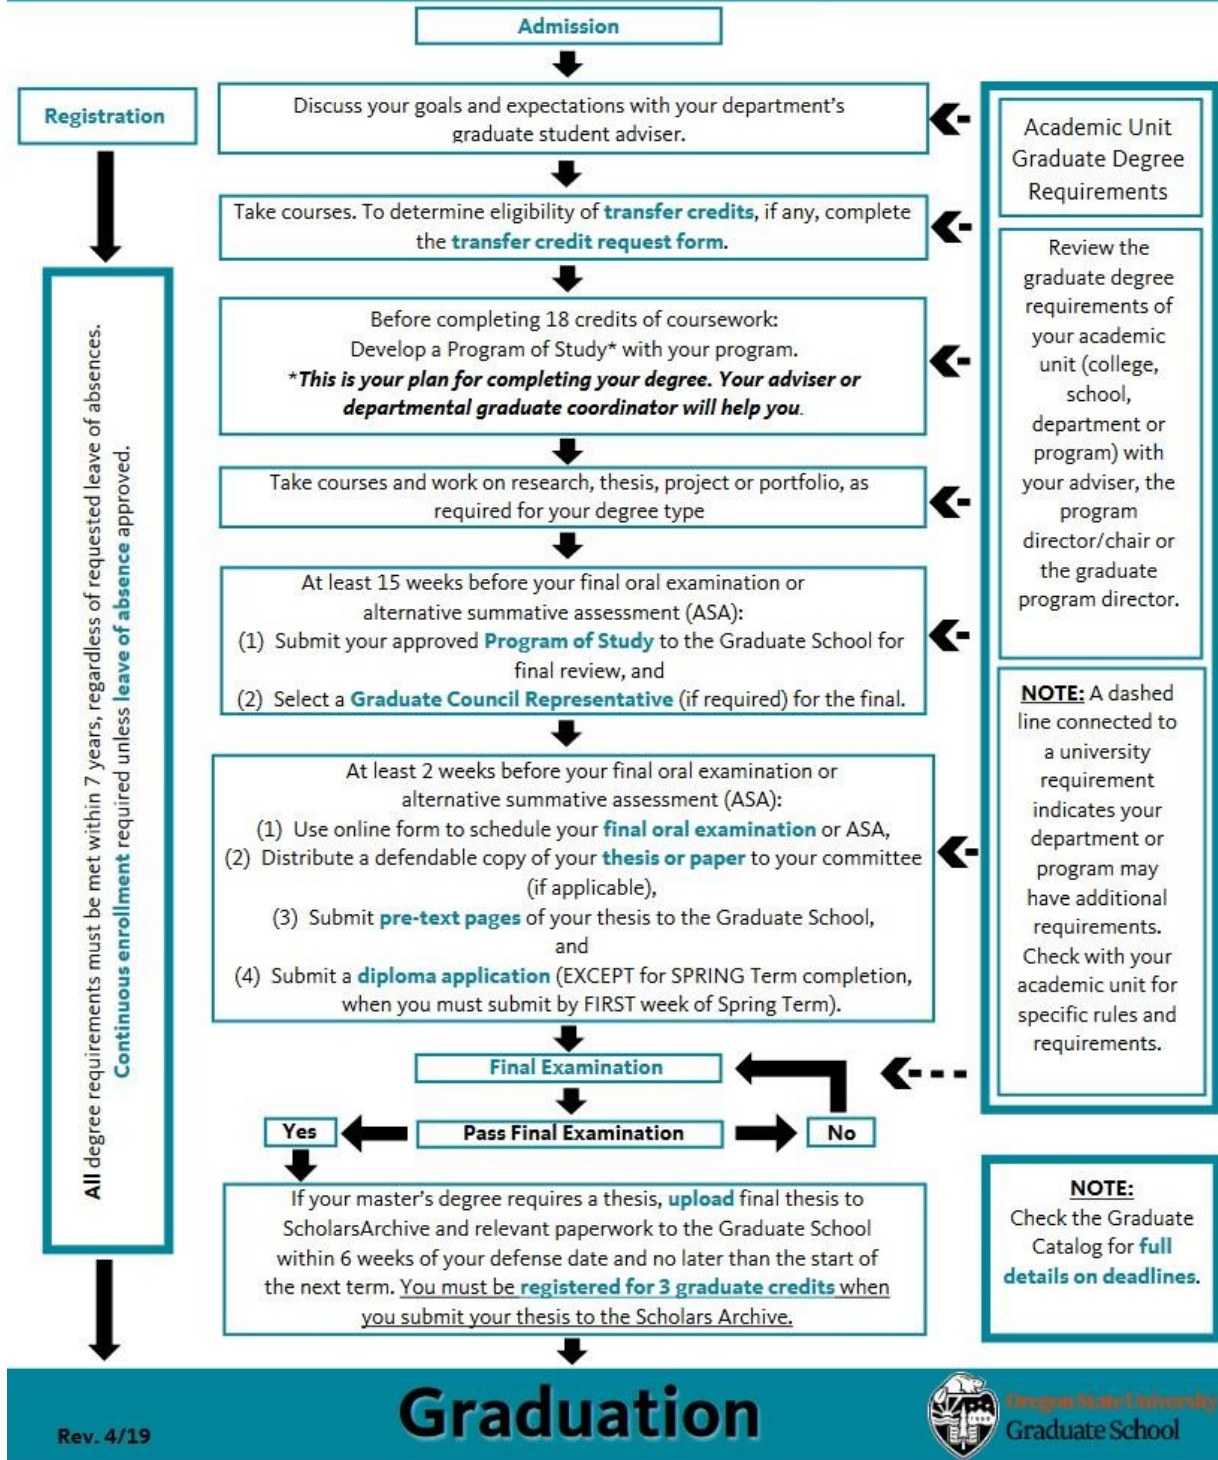 Admission
Registration
Discuss your goals and expectations with your department's
graduate student adviser.
Take courses. To determine eligibility of transfer credits, if any, complete
the transfer credit request form.
Before completing 18 credits of coursework:
Develop a Program of Study* with your program.
*This is your plan for completing your degree. Your adviser or
departmental graduate coordinator will help you.
Take courses and work on research, thesis, project or portfolio, as
required for your degree type
At least 15 weeks before your final oral examination or
alternative summative assessment (ASA):
(1) Submit your approved Program of Study to the Graduate School for
final review, and
(2) Select a Graduate Council Representative (if required) for the final.
At least 2 weeks before your final oral examination or
alternative summative assessment (ASA):
(1) Use online form to schedule your final oral examination or ASA,
(2) Distribute a defendable copy of your thesis or paper to your committee
(if applicable),
(3) Submit pre-text pages of your thesis to the Graduate School,
and
(4) Submit a diploma application (EXCEPT for SPRING Term completion,
when you must submit by FIRST week of Spring Term).
Final Examination
Yes
Pass Final Examination
No
If your master's degree requires a thesis, upload final thesis to
ScholarsArchive and relevant paperwork to the Graduate School
within 6 weeks of your defense date and no later than the start of
the next term. You must be registered for 3 graduate credits when
you submit your thesis to the Scholars Archive.
All degree requirements must be met within 7 years, regardless of requested leave of absences.
Continuous enrollment required unless leave of absence approved.
Academic Unit
Graduate Degree
Requirements
Review the
graduate degree
requirements of
your academic
unit (college,
school,
department or
program) with
your adviser, the
program
director/chair or
the graduate
program director.
NOTE: A dashed
line connected to
a university
requirement
indicates your
department or
program may
have additional
requirements.
Check with your
academic unit for
specific rules and
requirements.
NOTE:
Check the Graduate
Catalog for full
details on deadlines.
Rev. 4/19
Graduation
Oregon State University
Graduate School